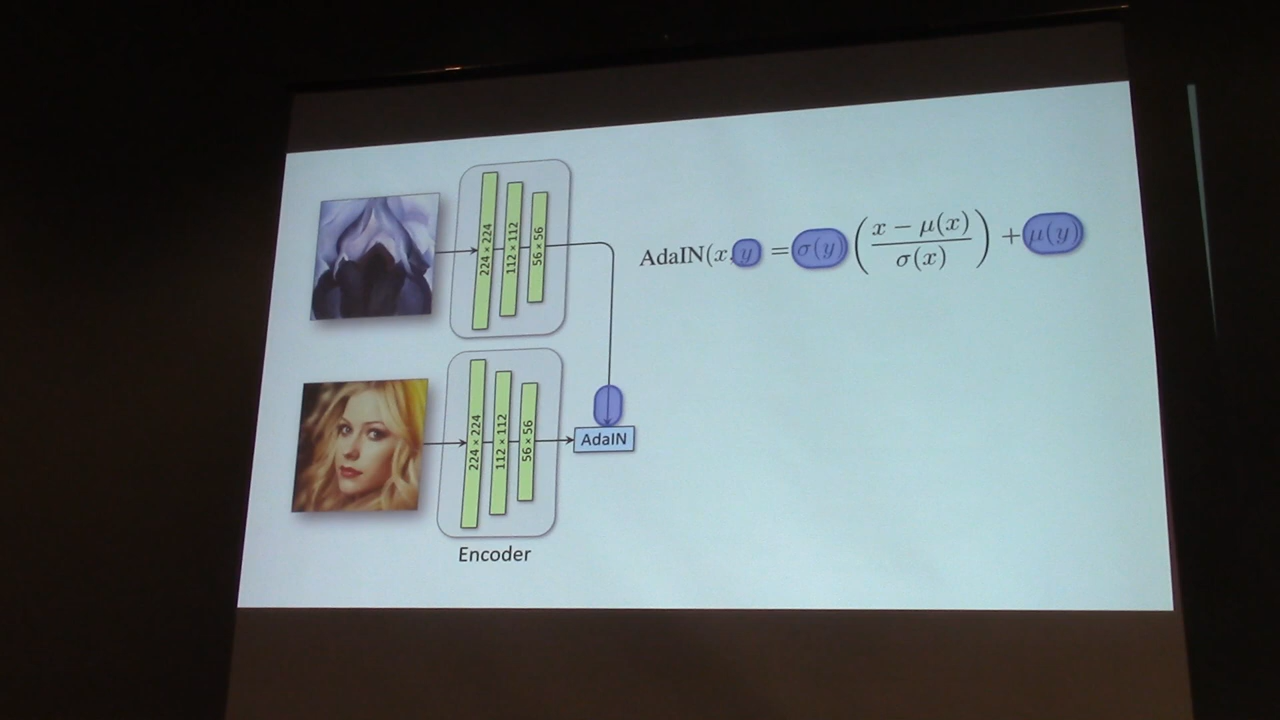 224 × 224
112 × 112
56 × 56
AdaIN(x, y) = σ(y) ( (x − μ(x)) / σ(x) ) + μ(y)
224 × 224
112 × 112
56 × 56
AdaIN
Encoder